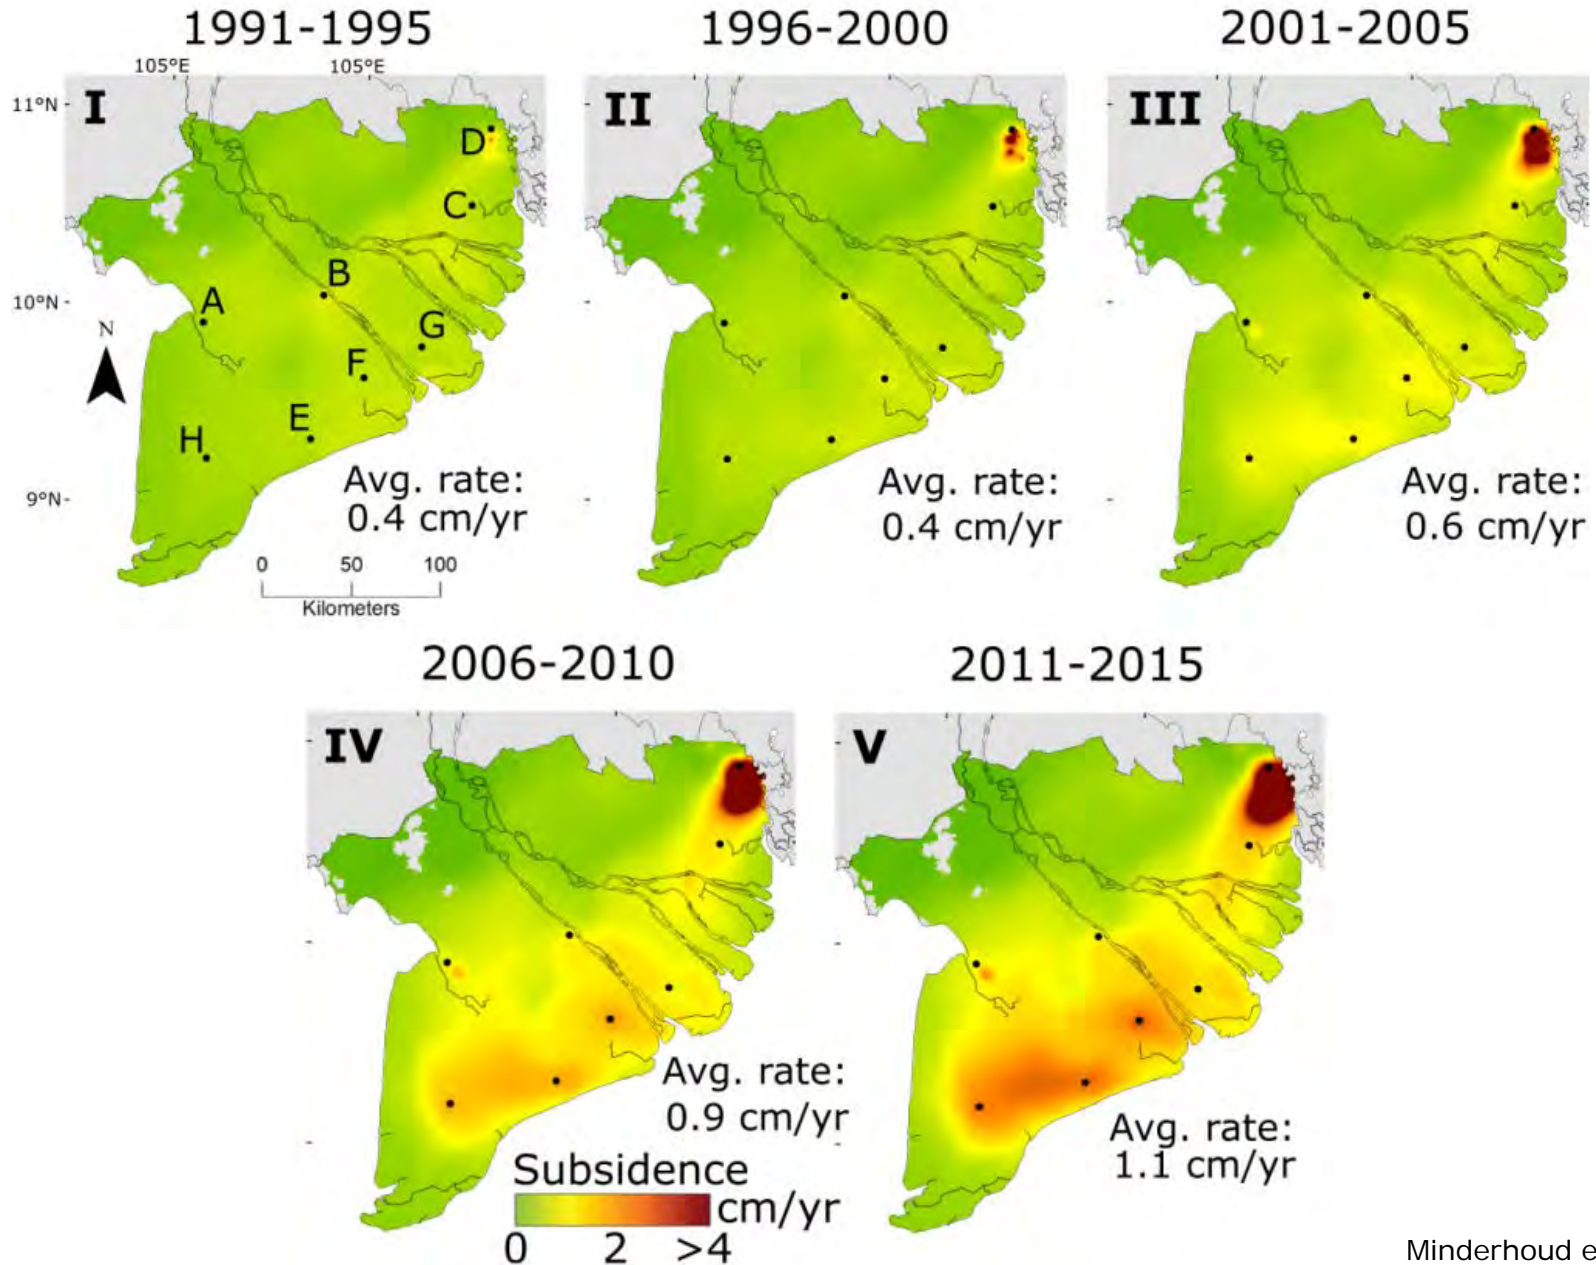 1991-1995
1996-2000
2001-2005
105°E
105°E
11°N
10°N
9°N
I
D
C
B
A
G
F
E
H
N
Avg. rate:
0.4 cm/yr
0 50 100
Kilometers
II
Avg. rate:
0.4 cm/yr
III
Avg. rate:
0.6 cm/yr
2006-2010
2011-2015
IV
Avg. rate:
0.9 cm/yr
Subsidence
cm/yr
0 2 >4
V
Avg. rate:
1.1 cm/yr
Minderhoud e